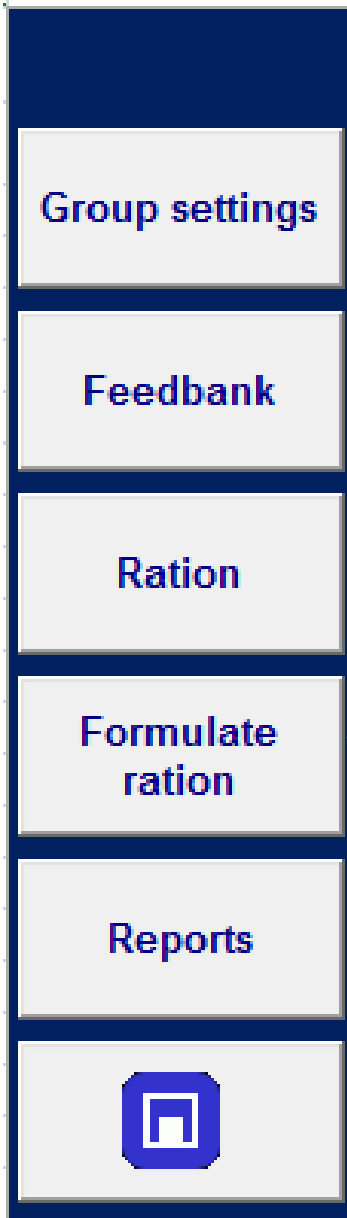 Group settings
Feedbank
Ration
Formulate
ration
Reports